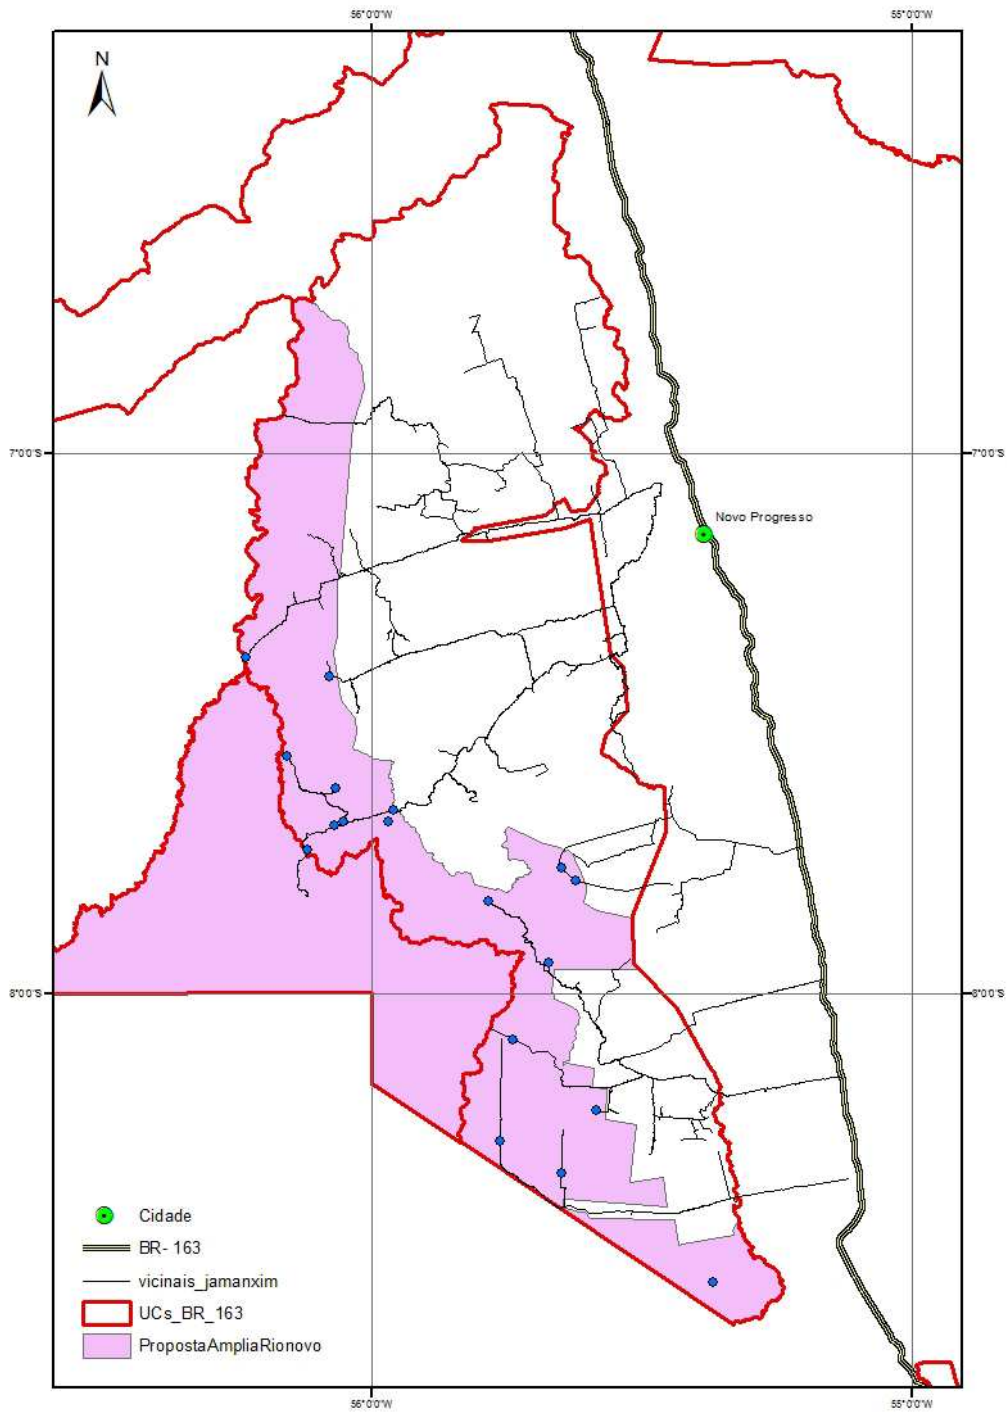 56°0'0"W 55°0'0"W
N
7°0'0"S 7°0'0"S
Novo Progresso
8°0'0"S 8°0'0"S
Cidade
BR- 163
vicinais_jamanxim
UCs_BR_163
PropostaAmpliaRionovo
56°0'0"W 55°0'0"W